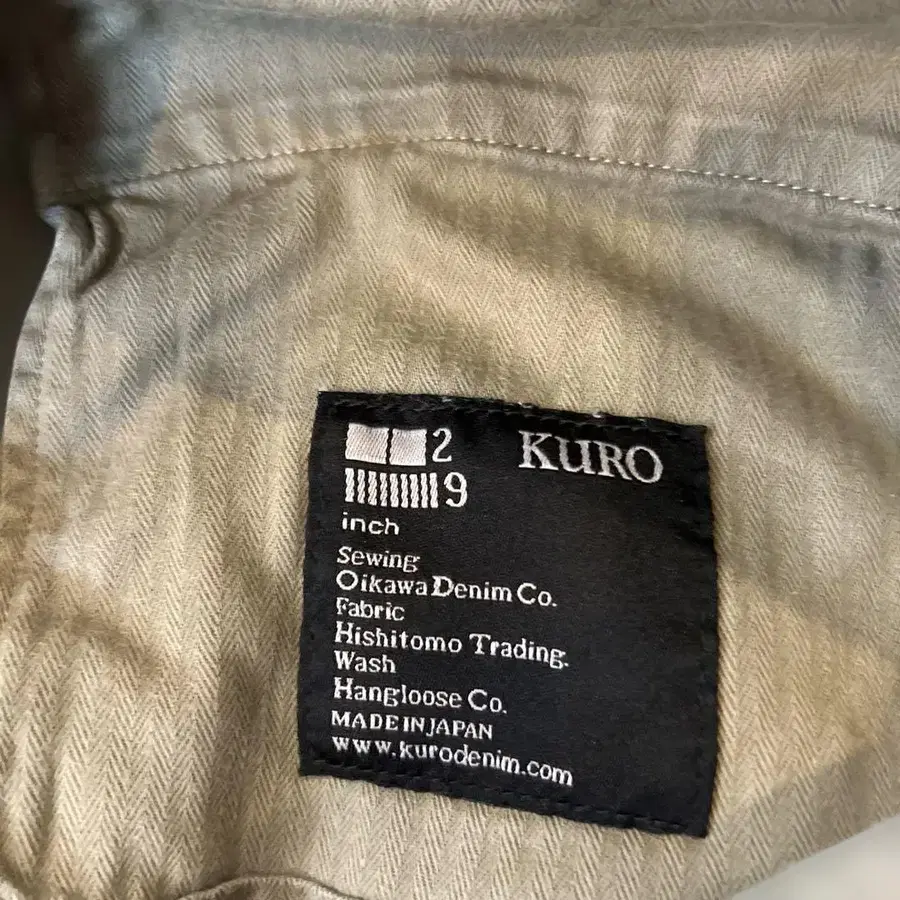 2 KURO
9
inch
Sewing
Oikawa Denim Co.
Fabric
Hishitomo Trading.
Wash
Hangloose Co.
MADE IN JAPAN
www.kurodenim.com